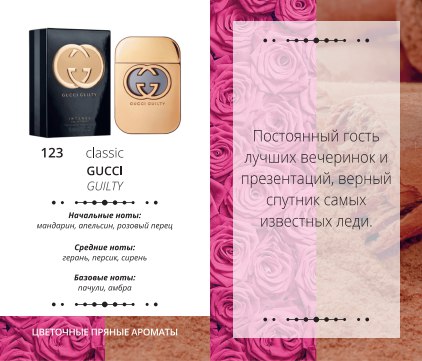 GUCCI GUILTY
INTENSE
GUCCI GUILTY
123 classic
GUCCI
GUILTY
Начальные ноты:
мандарин, апельсин, розовый перец
Средние ноты:
герань, персик, сирень
Базовые ноты:
пачули, амбра
ЦВЕТОЧНЫЕ ПРЯНЫЕ АРОМАТЫ
Постоянный гость
лучших вечеринок и
презентаций, верный
спутник самых
известных леди.